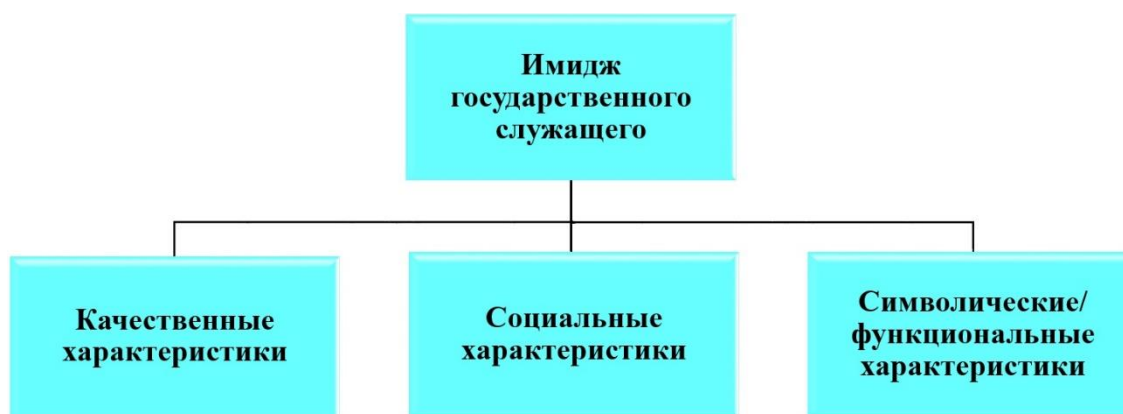 Имидж
государственного
служащего
Качественные
характеристики
Социальные
характеристики
Символические/
функциональные
характеристики